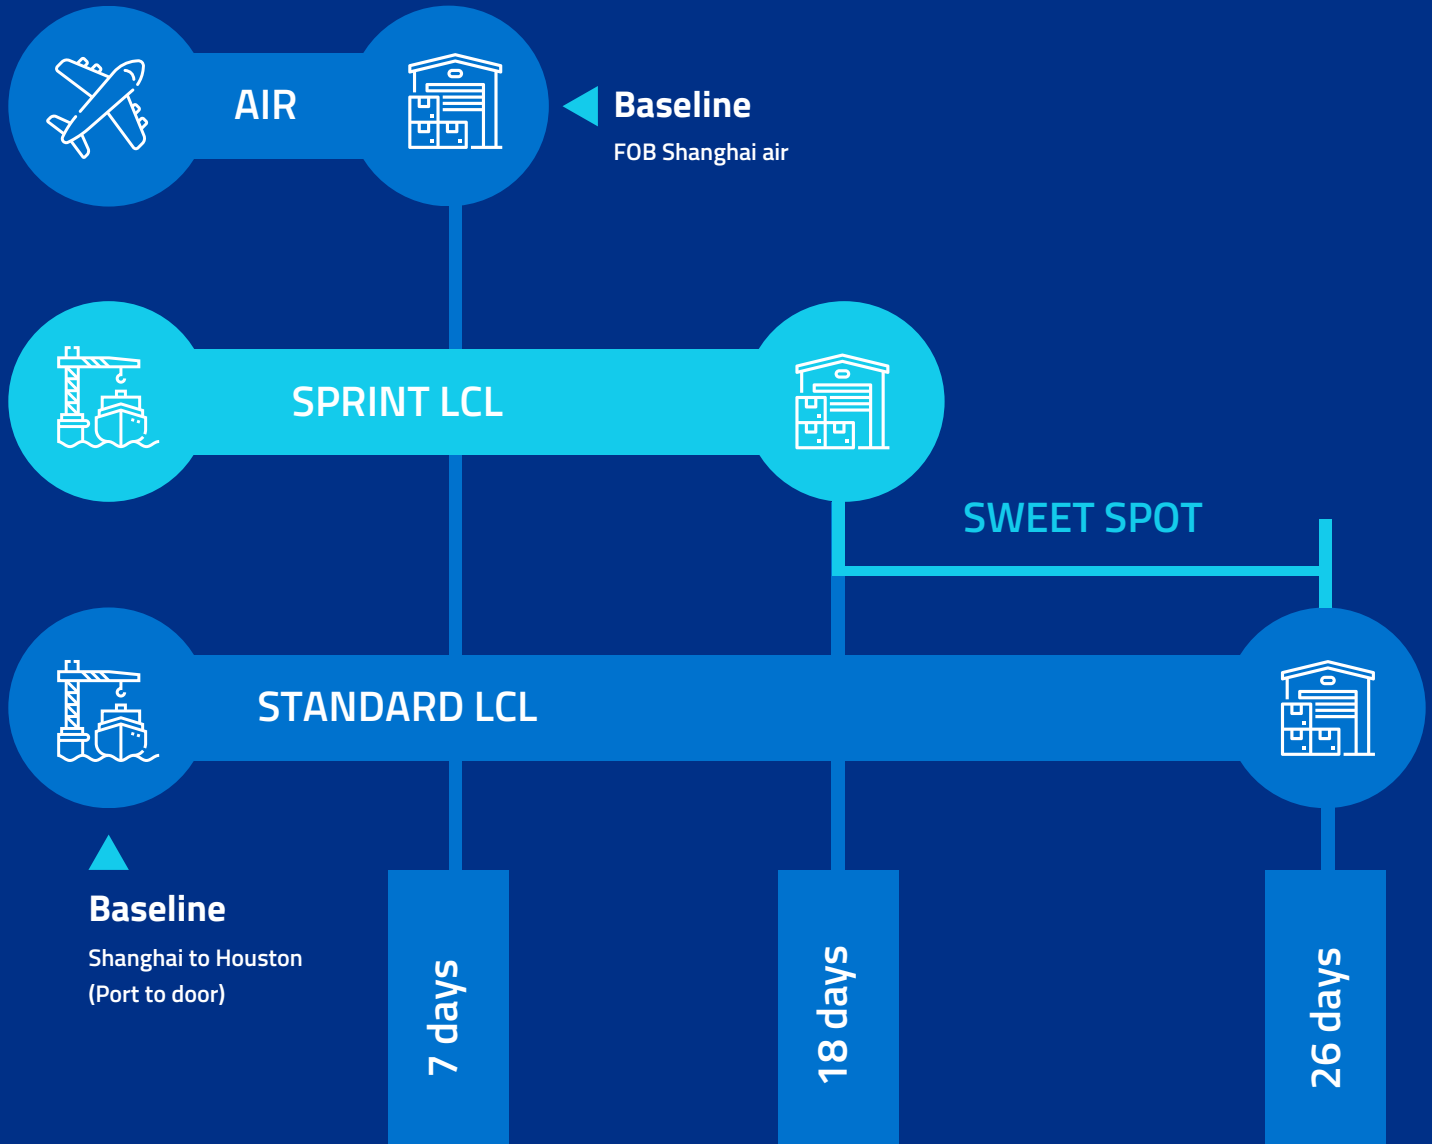 AIR
Baseline
FOB Shanghai air
SPRINT LCL
SWEET SPOT
STANDARD LCL
Baseline
Shanghai to Houston
(Port to door)
7 days
18 days
26 days